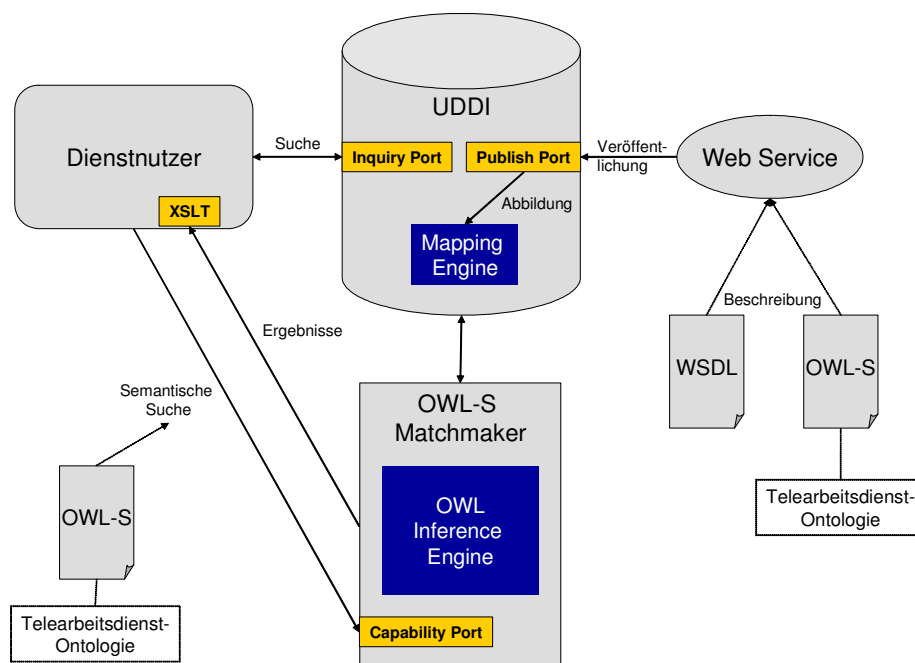 UDDI
Dienstnutzer
Suche
Inquiry Port
Publish Port
Veröffent-
lichung
Web Service
XSLT
Abbildung
Mapping
Engine
Beschreibung
Ergebnisse
WSDL
OWL-S
Semantische
Suche
OWL-S
Matchmaker
OWL
Inference
Engine
Telearbeitsdienst-
Ontologie
OWL-S
Telearbeitsdienst-
Ontologie
Capability Port